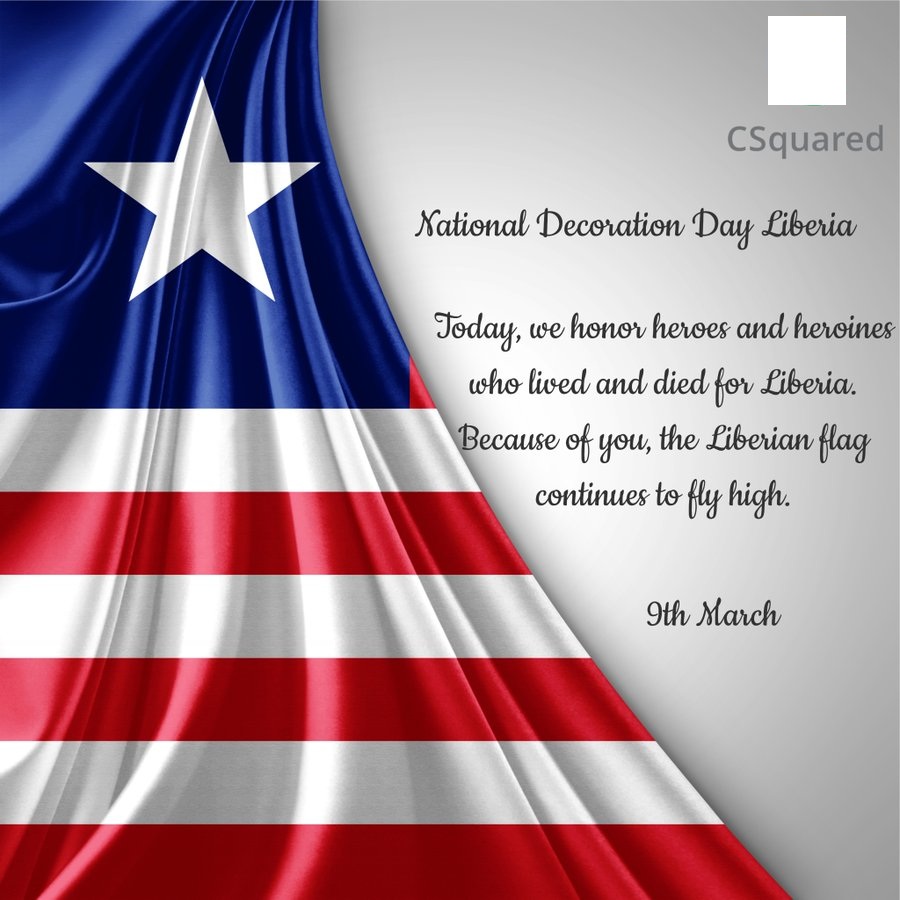 CSquared
National Decoration Day Liberia
Today, we honor heroes and heroines
who lived and died for Liberia.
Because of you, the Liberian flag
continues to fly high.
9th March